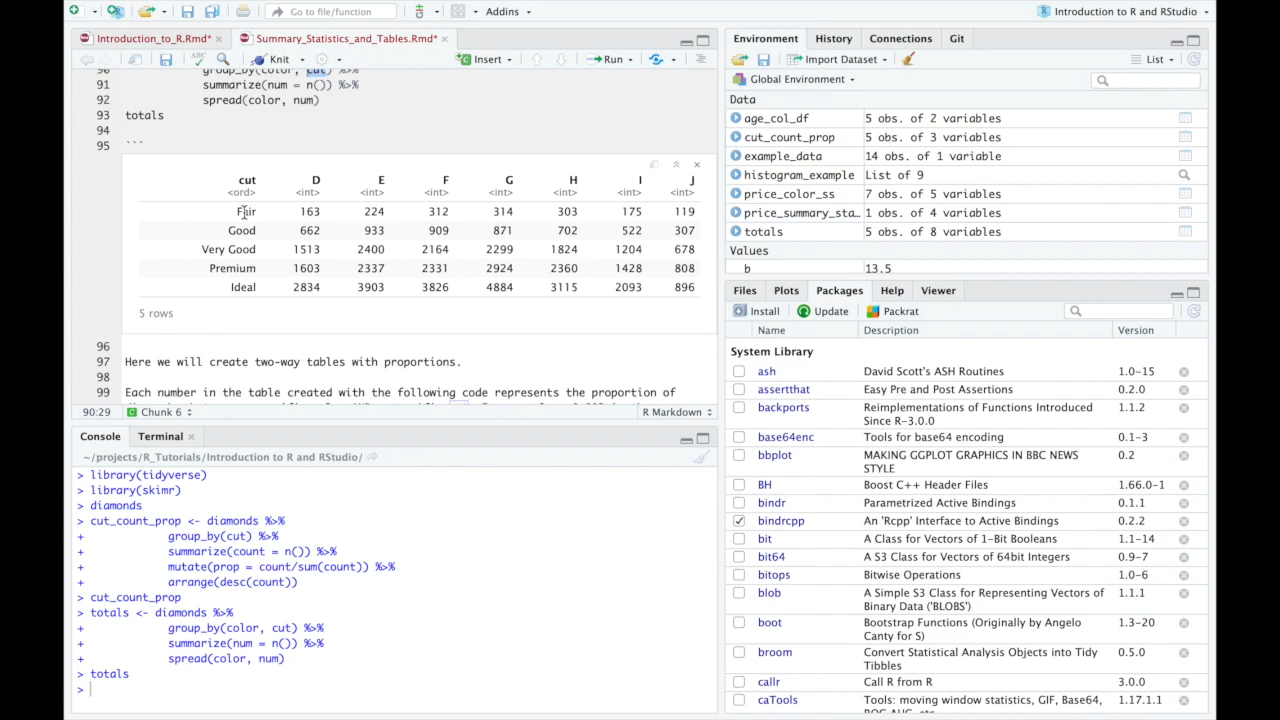 Go to file/function
Addins
Introduction to R and RStudio
Introduction_to_R.Rmd*
Summary_Statistics_and_Tables.Rmd*
ABC
Knit
Insert
Run
90 group_by(color, cut) %>%
91 summarize(num = n()) %>%
92 spread(color, num)
93 totals
94
95 ```
cut D E F G H I J
<ord> <int> <int> <int> <int> <int> <int> <int>
Fair 163 224 312 314 303 175 119
Good 662 933 909 871 702 522 307
Very Good 1513 2400 2164 2299 1824 1204 678
Premium 1603 2337 2331 2924 2360 1428 808
Ideal 2834 3903 3826 4884 3115 2093 896
5 rows
96
97 Here we will create two-way tables with proportions.
98
99 Each number in the table created with the following code represents the proportion of
90:29 Chunk 6 R Markdown
Console Terminal
~/projects/R_Tutorials/Introduction to R and RStudio/
> library(tidyverse)
> library(skimr)
> diamonds
> cut_count_prop <- diamonds %>%
+ group_by(cut) %>%
+ summarize(count = n()) %>%
+ mutate(prop = count/sum(count)) %>%
+ arrange(desc(count))
> cut_count_prop
> totals <- diamonds %>%
+ group_by(color, cut) %>%
+ summarize(num = n()) %>%
+ spread(color, num)
> totals
>
Environment History Connections Git
Import Dataset List
Global Environment
Data
age_col_df 5 obs. of 2 variables
cut_count_prop 5 obs. of 3 variables
example_data 14 obs. of 1 variable
histogram_example List of 9
price_color_ss 7 obs. of 5 variables
price_summary_sta… 1 obs. of 4 variables
totals 5 obs. of 8 variables
Values
b 13.5
Files Plots Packages Help Viewer
Install Update Packrat
Name Description Version
System Library
ash David Scott's ASH Routines 1.0-15
assertthat Easy Pre and Post Assertions 0.2.0
backports Reimplementations of Functions Introduced Since R-3.0.0 1.1.2
base64enc Tools for base64 encoding 0.1-3
bbplot MAKING GGPLOT GRAPHICS IN BBC NEWS STYLE 0.2
BH Boost C++ Header Files 1.66.0-1
bindr Parametrized Active Bindings 0.1.1
bindrcpp An 'Rcpp' Interface to Active Bindings 0.2.2
bit A Class for Vectors of 1-Bit Booleans 1.1-14
bit64 A S3 Class for Vectors of 64bit Integers 0.9-7
bitops Bitwise Operations 1.0-6
blob A Simple S3 Class for Representing Vectors of Binary Data ('BLOBS') 1.1.1
boot Bootstrap Functions (Originally by Angelo Canty for S) 1.3-20
broom Convert Statistical Analysis Objects into Tidy Tibbles 0.5.0
callr Call R from R 3.0.0
caTools Tools: moving window statistics, GIF, Base64, 1.17.1.1